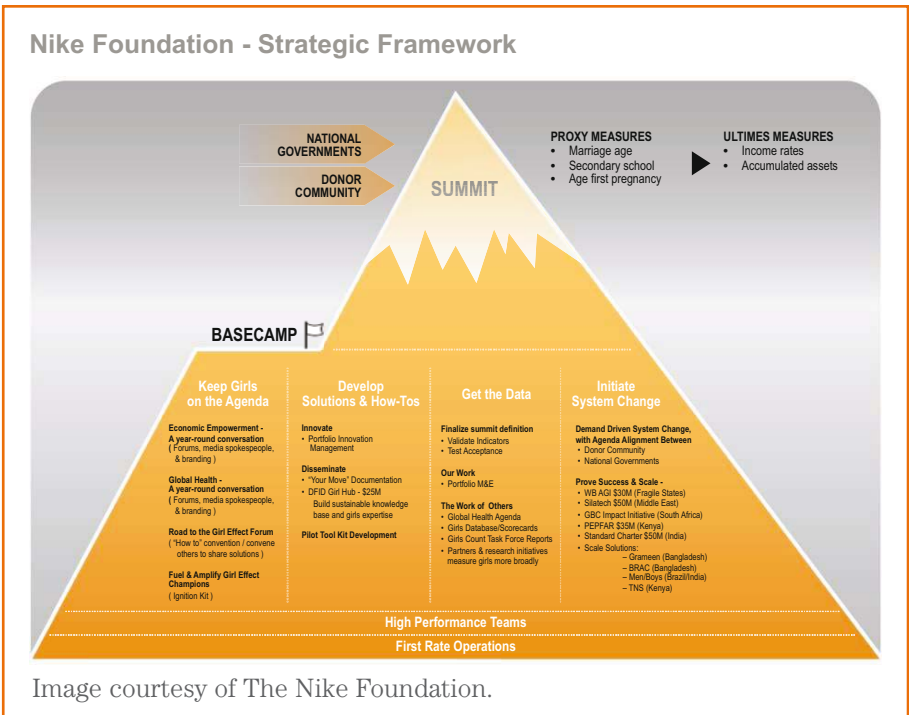 Nike Foundation - Strategic Framework
NATIONAL
GOVERNMENTS
DONOR
COMMUNITY
SUMMIT
PROXY MEASURES
• Marriage age
• Secondary school
• Age first pregnancy
ULTIMES MEASURES
• Income rates
• Accumulated assets
BASECAMP
Keep Girls
on the Agenda
Economic Empowerment -
A year-round conversation
( Forums, media spokespeople,
& branding )
Global Health -
A year-round conversation
( Forums, media spokespeople,
& branding )
Road to the Girl Effect Forum
( "How to" convention / convene
others to share solutions )
Fuel & Amplify Girl Effect
Champions
( Ignition Kit )
Develop
Solutions & How-Tos
Innovate
• Portfolio Innovation
Management
Disseminate
• "Your Move" Documentation
• DFID Girl Hub - $25M
Build sustainable knowledge
base and girls expertise
Pilot Tool Kit Development
Get the Data
Finalize summit definition
• Validate Indicators
• Test Acceptance
Our Work
• Portfolio M&E
The Work of Others
• Global Health Agenda
• Girls Database/Scorecards
• Girls Count Task Force Reports
• Partners & research initiatives
measure girls more broadly
Initiate
System Change
Demand Driven System Change,
with Agenda Alignment Between
• Donor Community
• National Governments
Prove Success & Scale -
• WB AGI $30M (Fragile States)
• Silatech $50M (Middle East)
• GBC Impact Initiative (South Africa)
• PEPFAR $35M (Kenya)
• Standard Charter $50M (India)
• Scale Solutions:
– Grameen (Bangladesh)
– BRAC (Bangladesh)
– Men/Boys (Brazil/India)
– TNS (Kenya)
High Performance Teams
First Rate Operations
Image courtesy of The Nike Foundation.